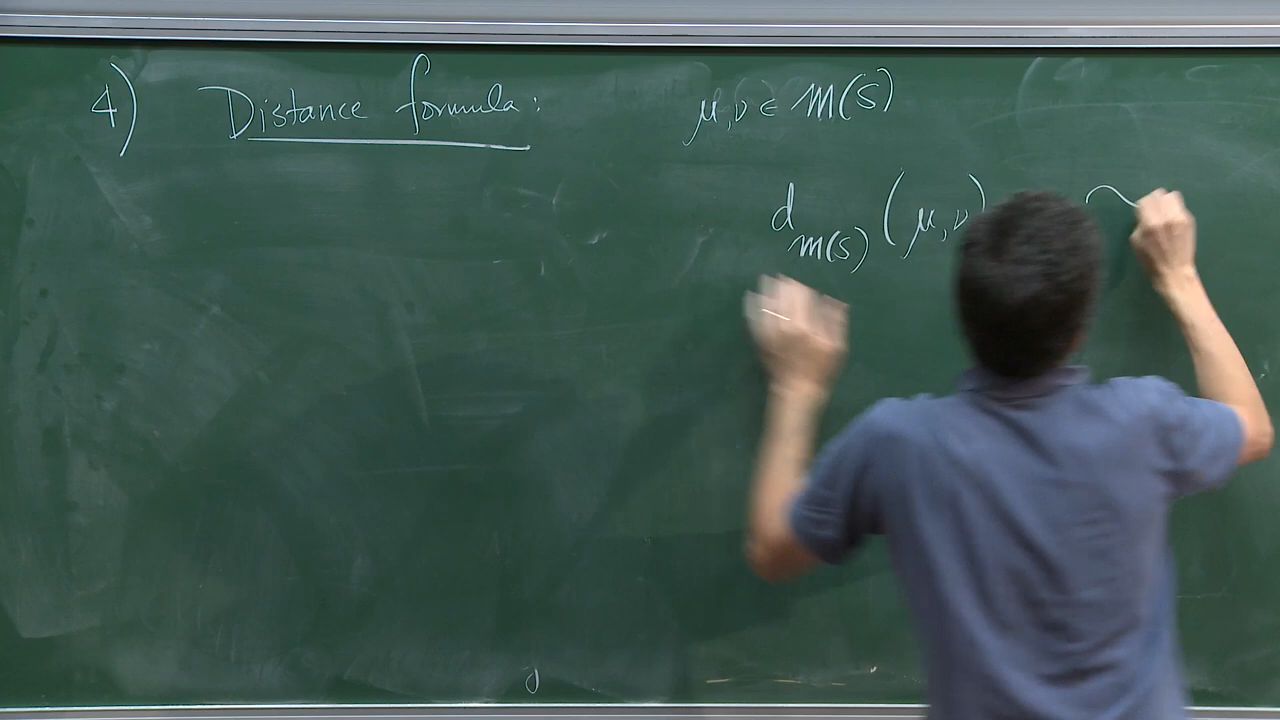 4) Distance formula: μ, ν ∈ M(S)
d_{M(S)} (μ, ν) ~